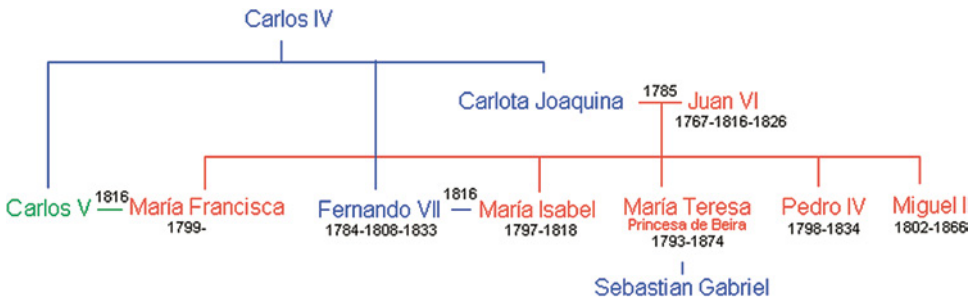 Carlos IV
Carlota Joaquina 1785 Juan VI
1767-1816-1826
Carlos V 1816 María Francisca Fernando VII 1816 María Isabel María Teresa Pedro IV Miguel I
Princesa de Beira
1799- 1784-1808-1833 1797-1818 1793-1874 1798-1834 1802-1866
Sebastian Gabriel